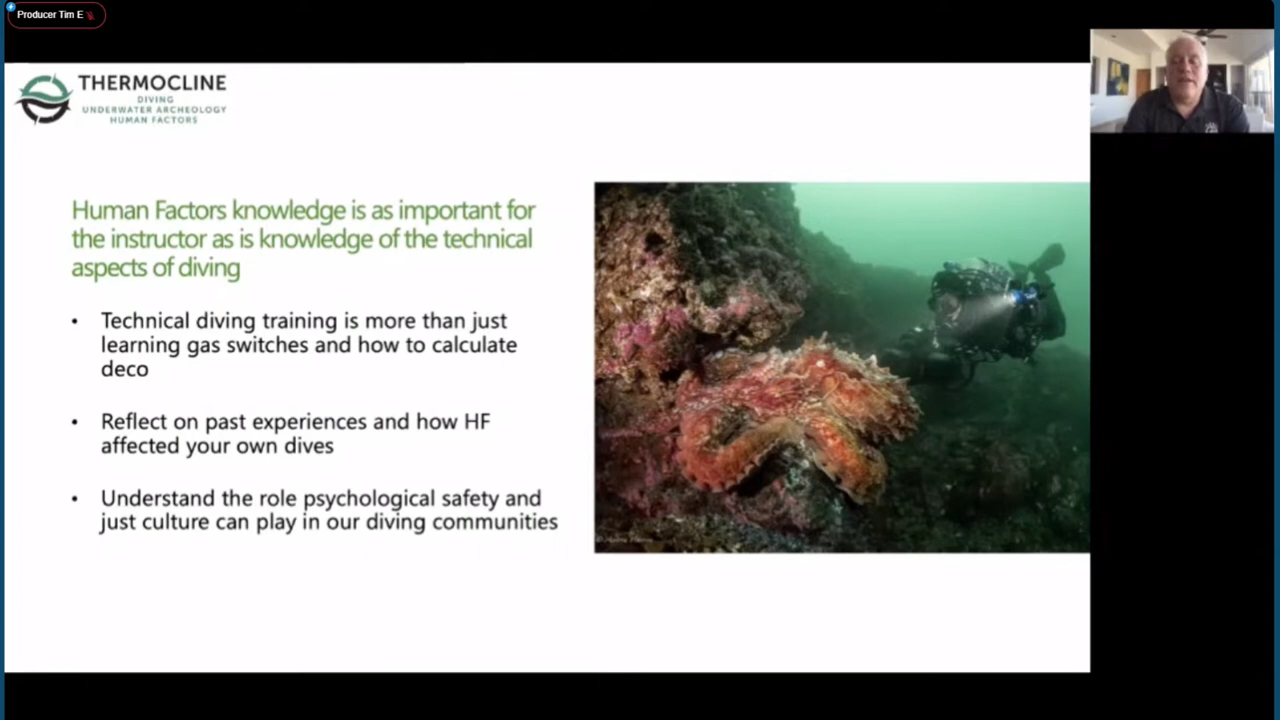 Producer Tim E
THERMOCLINE
DIVING
UNDERWATER ARCHEOLOGY
HUMAN FACTORS
Human Factors knowledge is as important for
the instructor as is knowledge of the technical
aspects of diving
• Technical diving training is more than just
learning gas switches and how to calculate
deco
• Reflect on past experiences and how HF
affected your own dives
• Understand the role psychological safety and
just culture can play in our diving communities